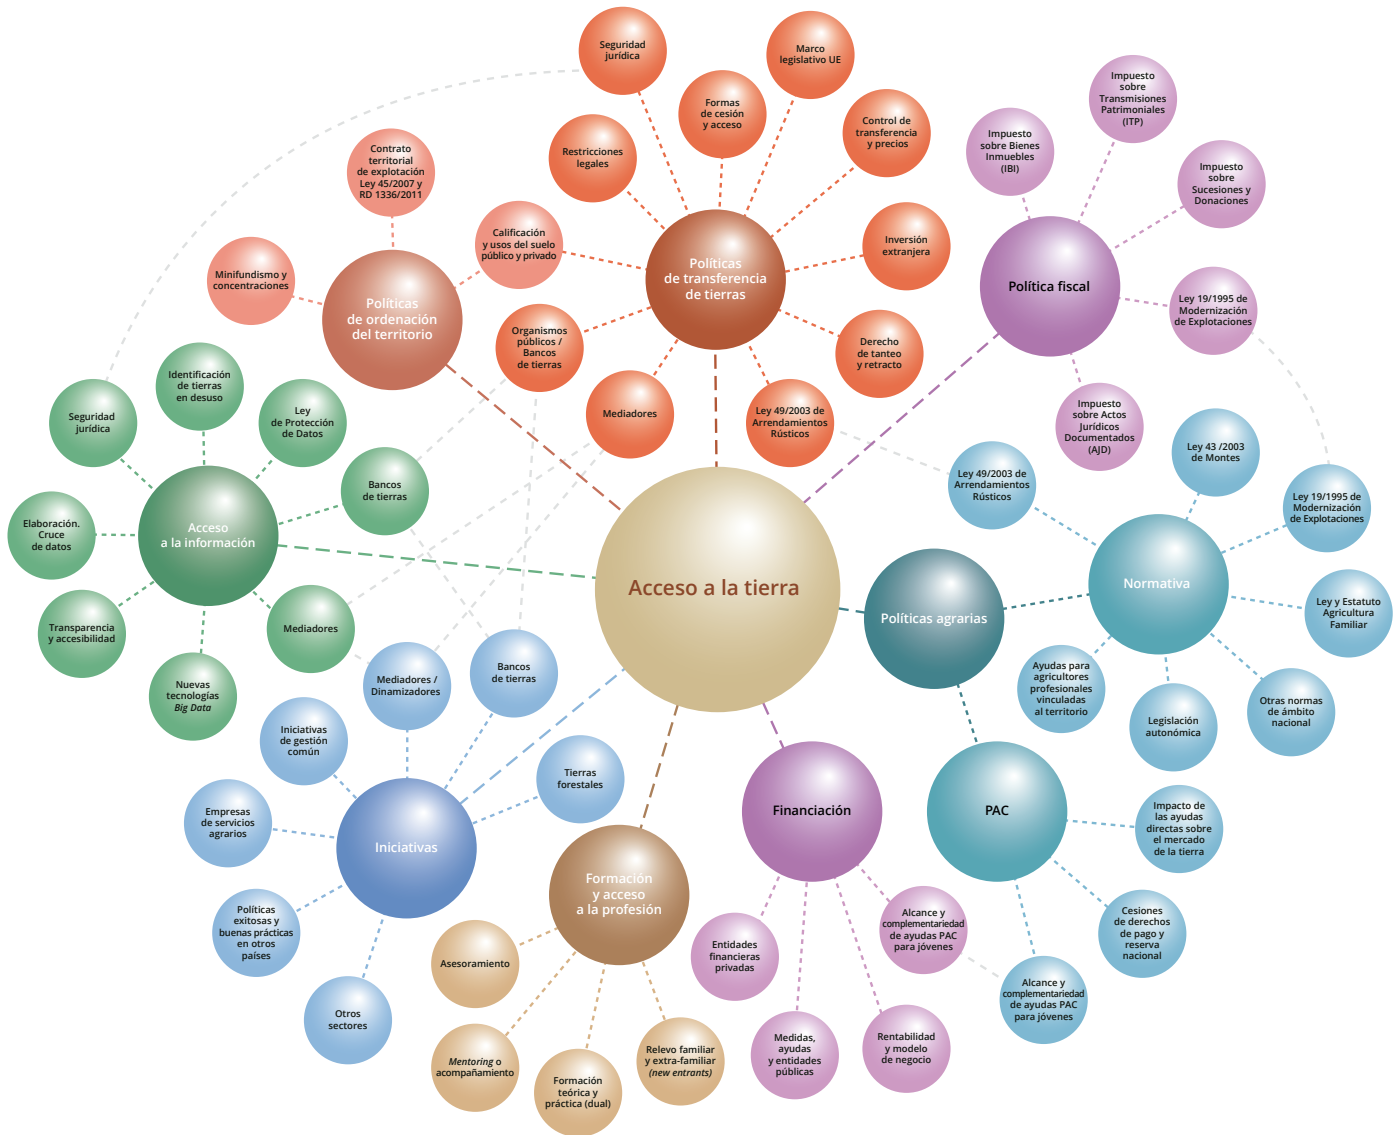 Seguridad
jurídica
Marco
legislativo UE
Formas
de cesión
y acceso
Control de
transferencia
y precios
Restricciones
legales
Calificación
y usos del suelo
público y privado
Inversión
extranjera
Políticas
de transferencia
de tierras
Organismos
públicos /
Bancos
de tierras
Derecho
de tanteo
y retracto
Mediadores
Ley 49/2003 de
Arrendamientos
Rústicos
Contrato
territorial
de explotación
Ley 45/2007 y
RD 1336/2011
Minifundismo y
concentraciones
Políticas
de ordenación
del territorio
Impuesto
sobre
Transmisiones
Patrimoniales
(ITP)
Impuesto
sobre Bienes
Inmuebles
(IBI)
Impuesto
sobre
Sucesiones y
Donaciones
Política fiscal
Ley 19/1995 de
Modernización
de Explotaciones
Impuesto
sobre Actos
Jurídicos
Documentados
(AJD)
Identificación
de tierras
en desuso
Seguridad
jurídica
Ley
de Protección
de Datos
Bancos
de tierras
Elaboración.
Cruce
de datos
Acceso
a la información
Transparencia
y accesibilidad
Mediadores
Nuevas
tecnologías
Big Data
Acceso a la tierra
Políticas agrarias
Ley 43 /2003
de Montes
Ley 49/2003 de
Arrendamientos
Rústicos
Ley 19/1995 de
Modernización
de Explotaciones
Normativa
Ley y Estatuto
Agricultura
Familiar
Ayudas para
agricultores
profesionales
vinculadas
al territorio
Legislación
autonómica
Otras normas
de ámbito
nacional
Mediadores /
Dinamizadores
Bancos
de tierras
Iniciativas
de gestión
común
Tierras
forestales
Empresas
de servicios
agrarios
Iniciativas
Políticas
exitosas y
buenas prácticas
en otros
países
Otros
sectores
Formación
y acceso
a la profesión
Asesoramiento
Mentoring o
acompañamiento
Formación
teórica y
práctica (dual)
Relevo familiar
y extra-familiar
(new entrants)
Financiación
Entidades
financieras
privadas
Medidas,
ayudas
y entidades
públicas
Rentabilidad
y modelo
de negocio
Alcance y
complementariedad
de ayudas PAC
para jóvenes
PAC
Impacto de
las ayudas
directas sobre
el mercado
de la tierra
Cesiones
de derechos
de pago y
reserva
nacional
Alcance y
complementariedad
de ayudas PAC
para jóvenes